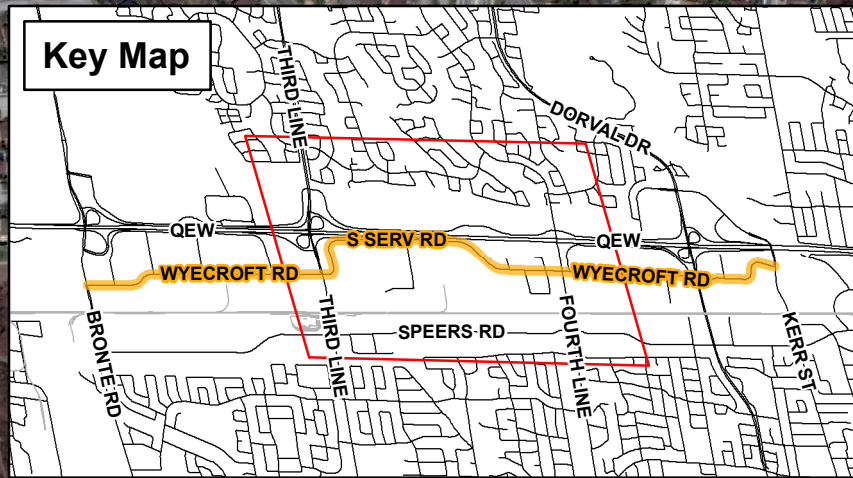 Key Map
THIRD LINE
DORVAL DR
QEW
S SERV RD
QEW
WYECROFT RD
WYECROFT RD
BRONTE RD
THIRD LINE
SPEERS RD
FOURTH LINE
KERR ST